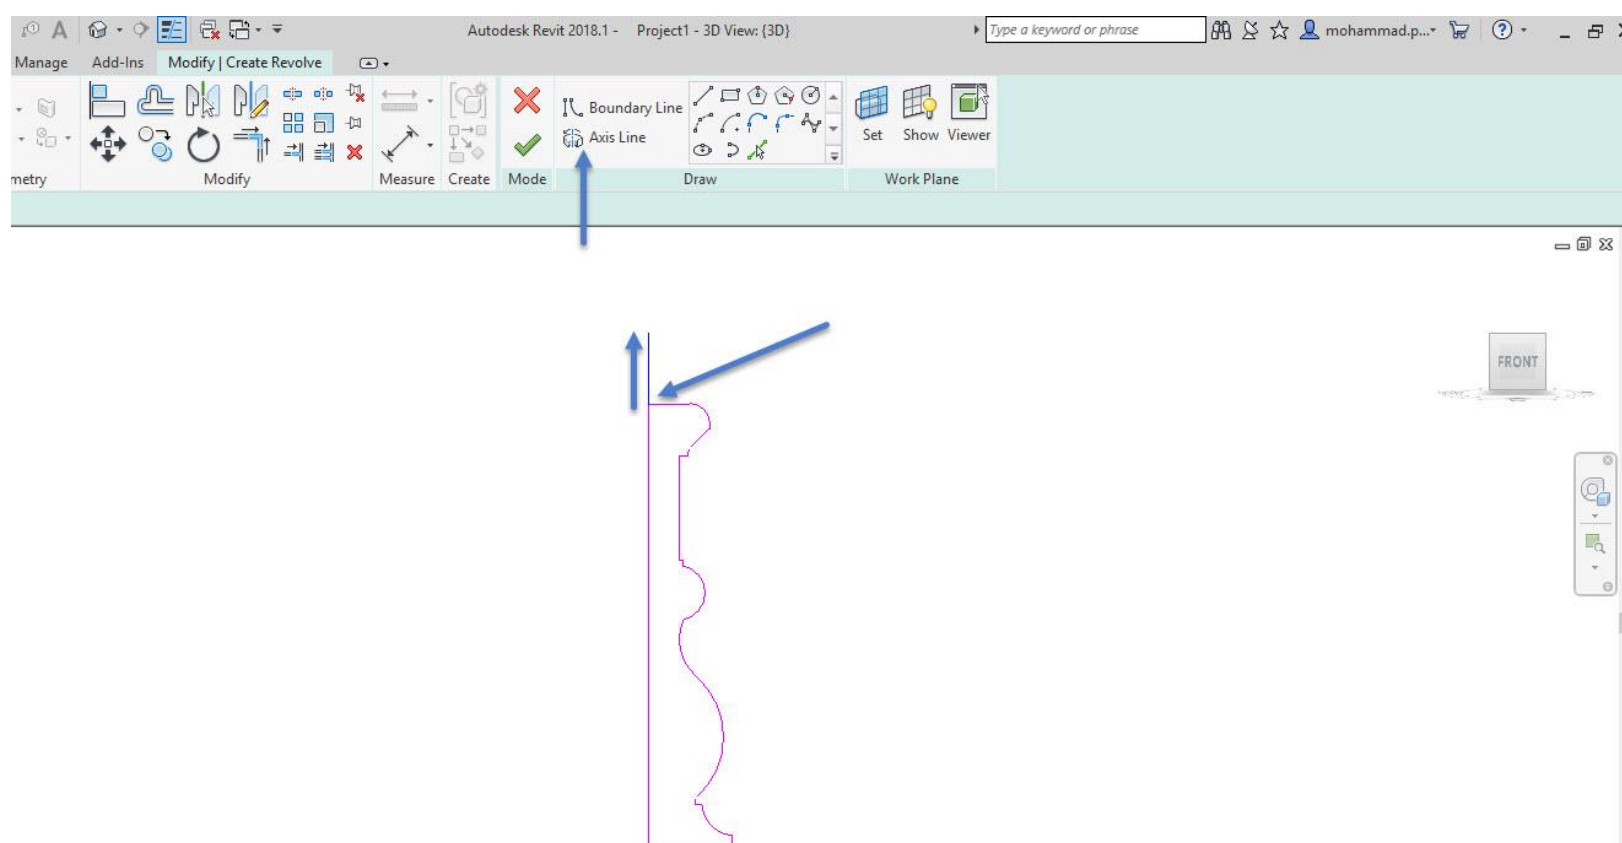 A Autodesk Revit 2018.1 - Project1 - 3D View: {3D} Type a keyword or phrase mohammad.p...
Manage Add-Ins Modify | Create Revolve
Boundary Line
Axis Line
Set Show Viewer
metry Modify Measure Create Mode Draw Work Plane
FRONT